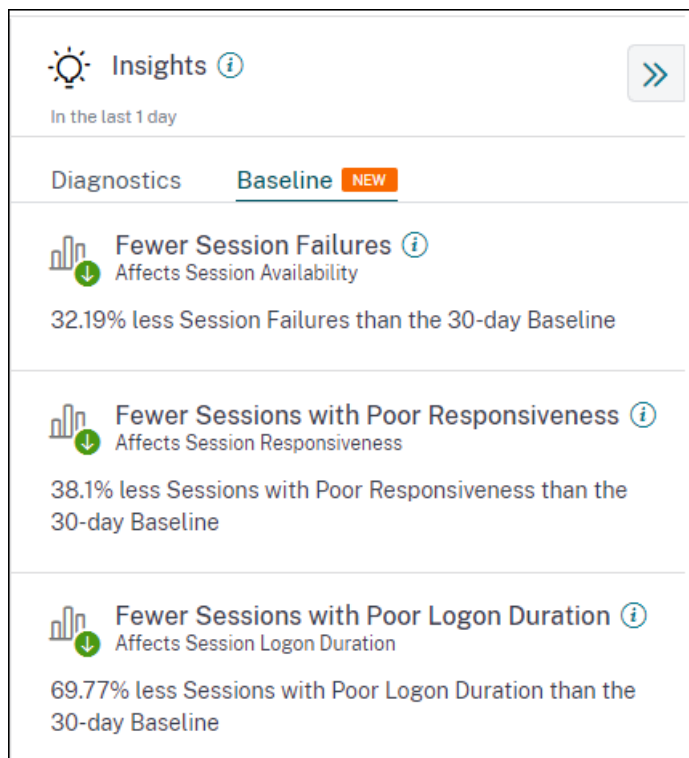 Insights
In the last 1 day
Diagnostics Baseline NEW
Fewer Session Failures
Affects Session Availability
32.19% less Session Failures than the 30-day Baseline
Fewer Sessions with Poor Responsiveness
Affects Session Responsiveness
38.1% less Sessions with Poor Responsiveness than the
30-day Baseline
Fewer Sessions with Poor Logon Duration
Affects Session Logon Duration
69.77% less Sessions with Poor Logon Duration than the
30-day Baseline